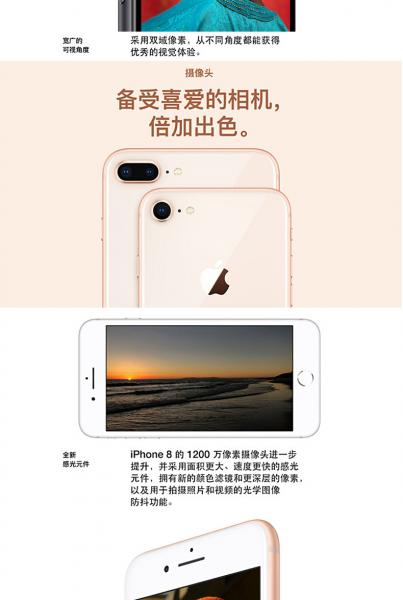 宽广的
可视角度
采用双域像素，从不同角度都能获得
优秀的视觉体验。
摄像头
备受喜爱的相机，
倍加出色。
全新
感光元件
iPhone 8 的 1200 万像素摄像头进一步
提升，并采用面积更大、速度更快的感光
元件，拥有新的颜色滤镜和更深层的像素，
以及用于拍摄照片和视频的光学图像
防抖功能。